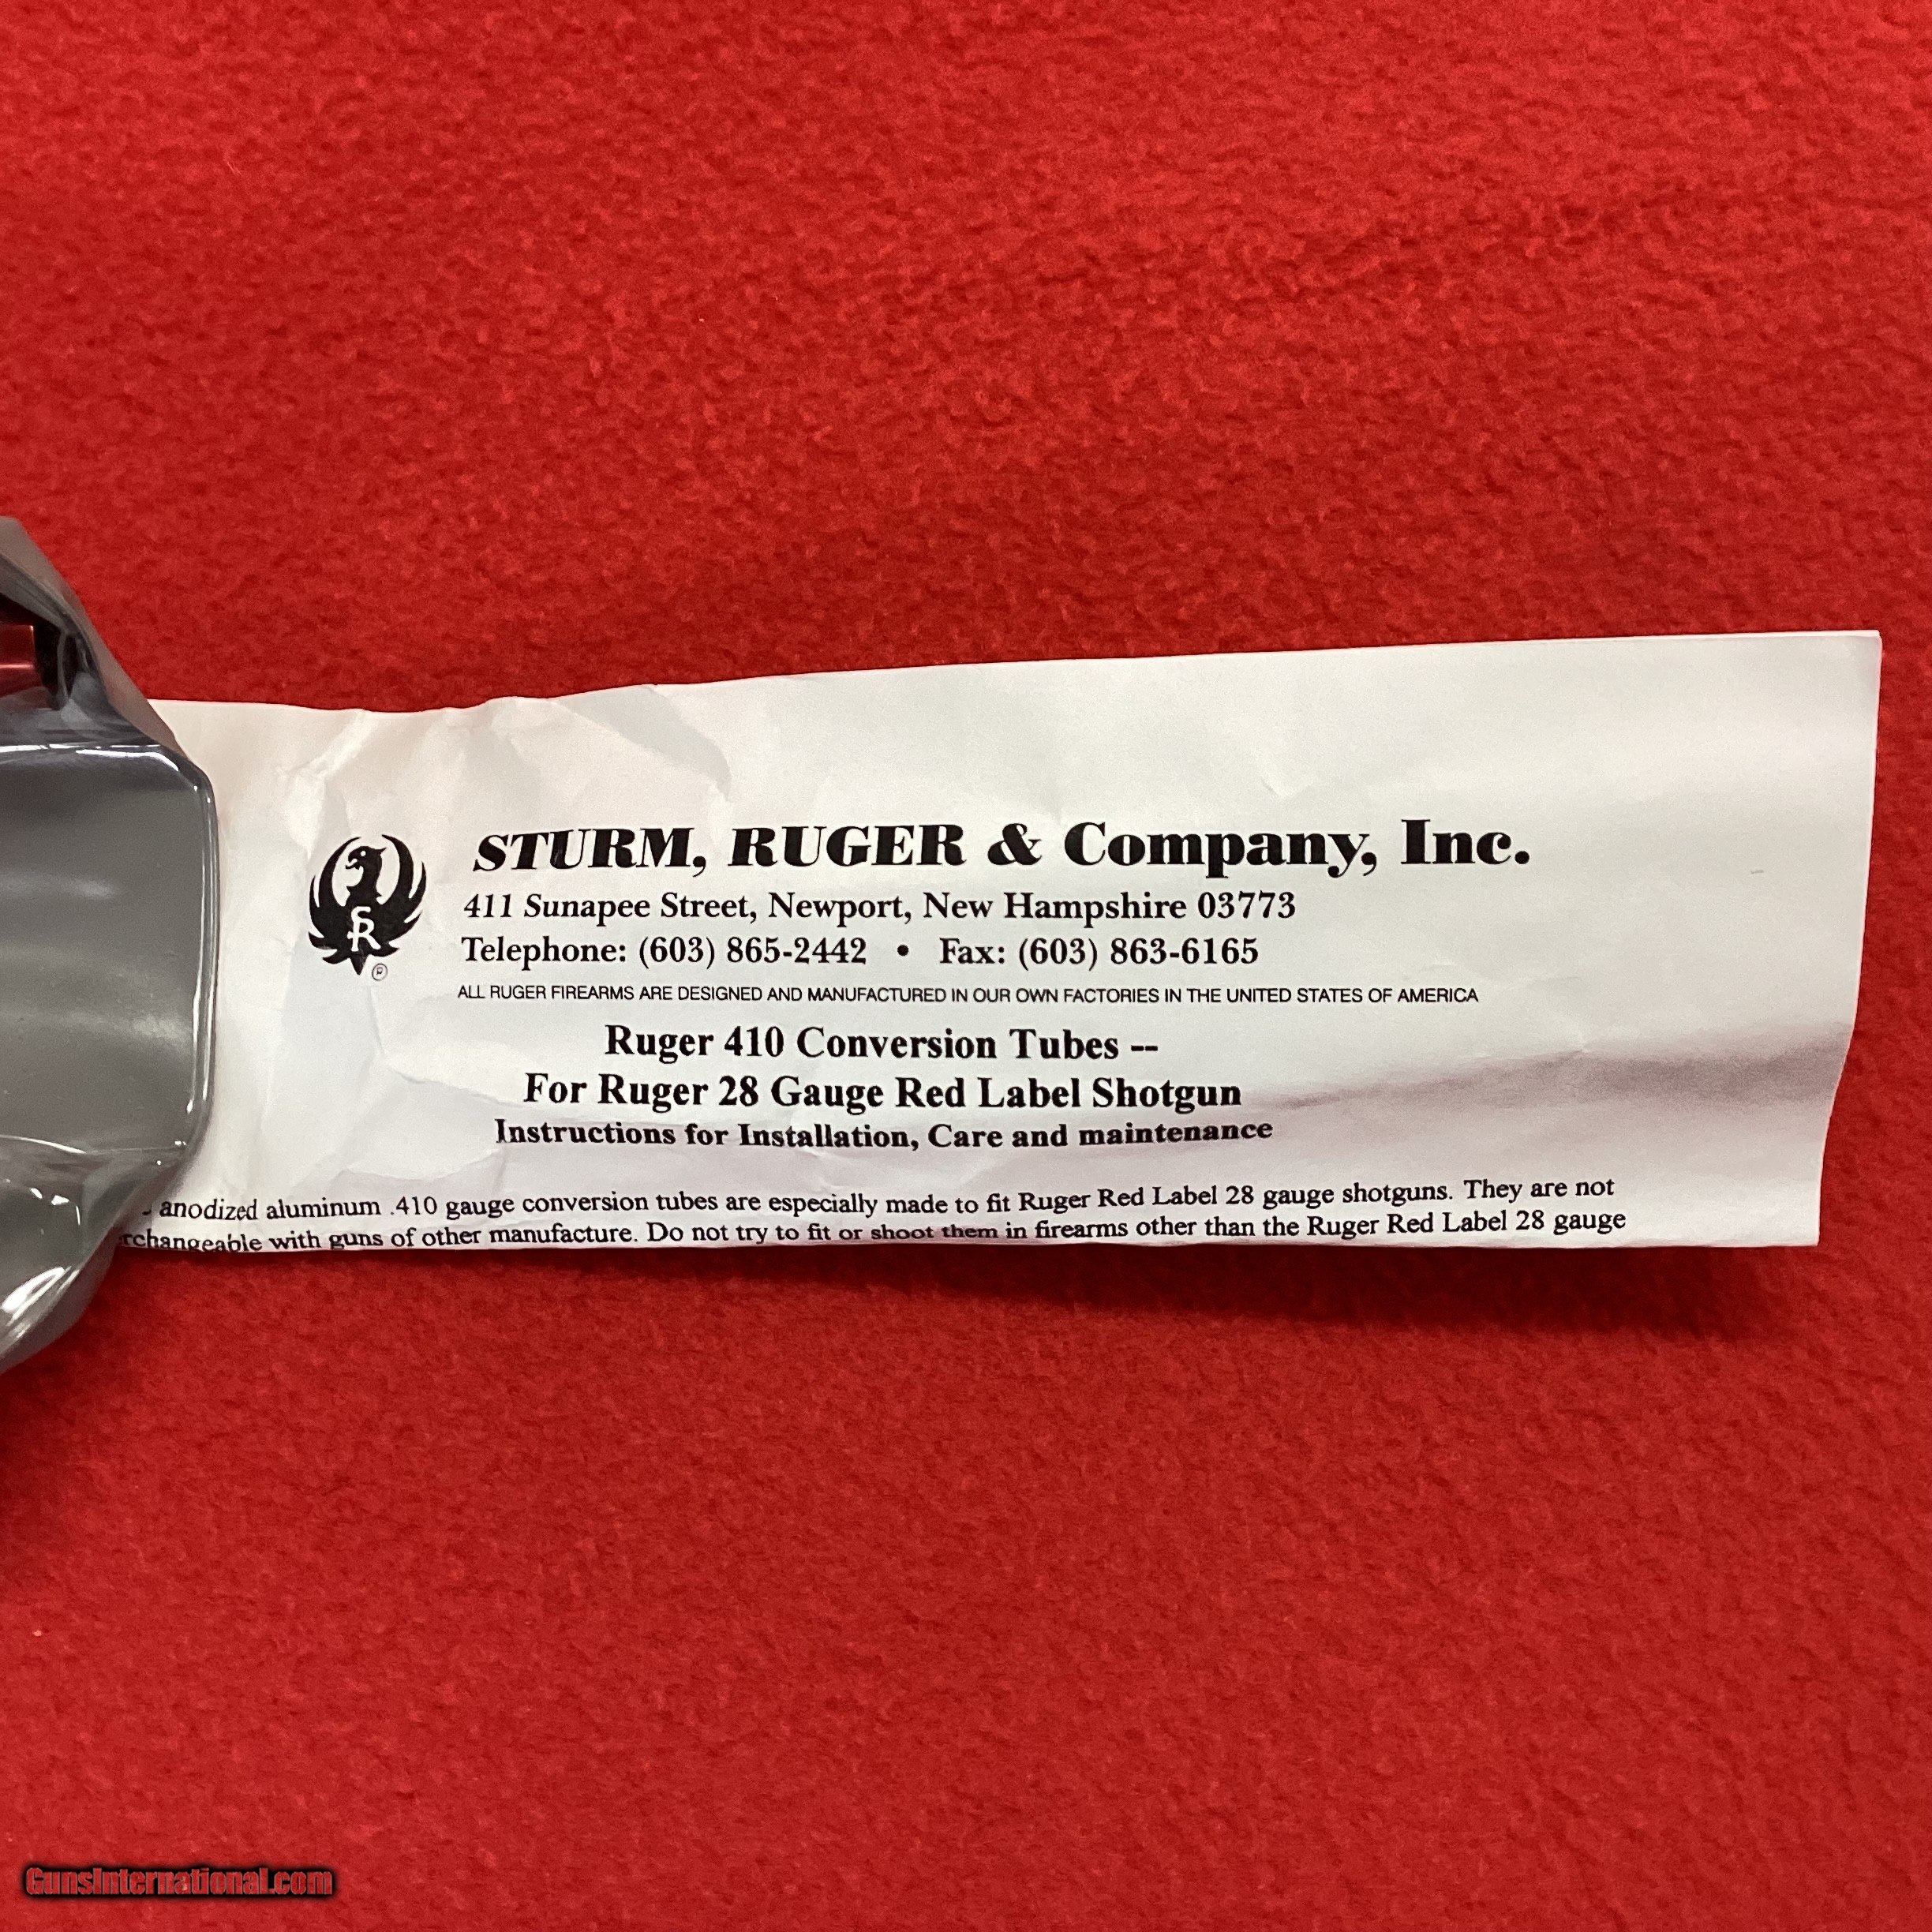 STURM, RUGER & Company, Inc.
411 Sunapee Street, Newport, New Hampshire 03773
Telephone: (603) 865-2442 • Fax: (603) 863-6165
ALL RUGER FIREARMS ARE DESIGNED AND MANUFACTURED IN OUR OWN FACTORIES IN THE UNITED STATES OF AMERICA
Ruger 410 Conversion Tubes --
For Ruger 28 Gauge Red Label Shotgun
Instructions for Installation, Care and maintenance
anodized aluminum .410 gauge conversion tubes are especially made to fit Ruger Red Label 28 gauge shotguns. They are not
rchangeable with guns of other manufacture. Do not try to fit or shoot them in firearms other than the Ruger Red Label 28 gauge
GunsInternational.com